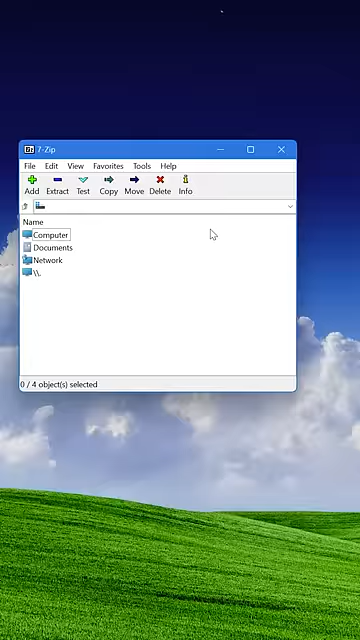 7-Zip
File Edit View Favorites Tools Help
Add Extract Test Copy Move Delete Info
Name
Computer
Documents
Network
\\.
0 / 4 object(s) selected